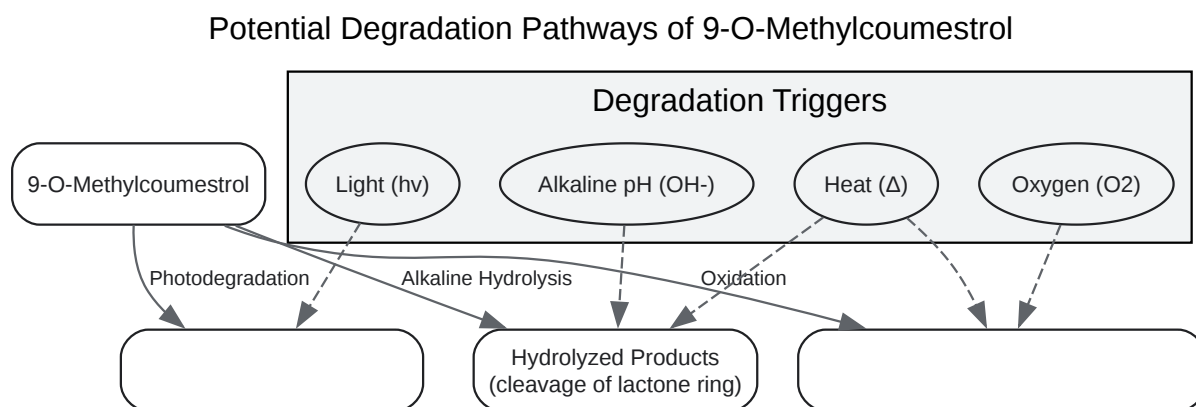 Potential Degradation Pathways of 9-O-Methylcoumestrol
Degradation Triggers
9-O-Methylcoumestrol
Light (hv)
Alkaline pH (OH-)
Heat (Δ)
Oxygen (O2)
Photodegradation
Alkaline Hydrolysis
Oxidation
Hydrolyzed Products
(cleavage of lactone ring)